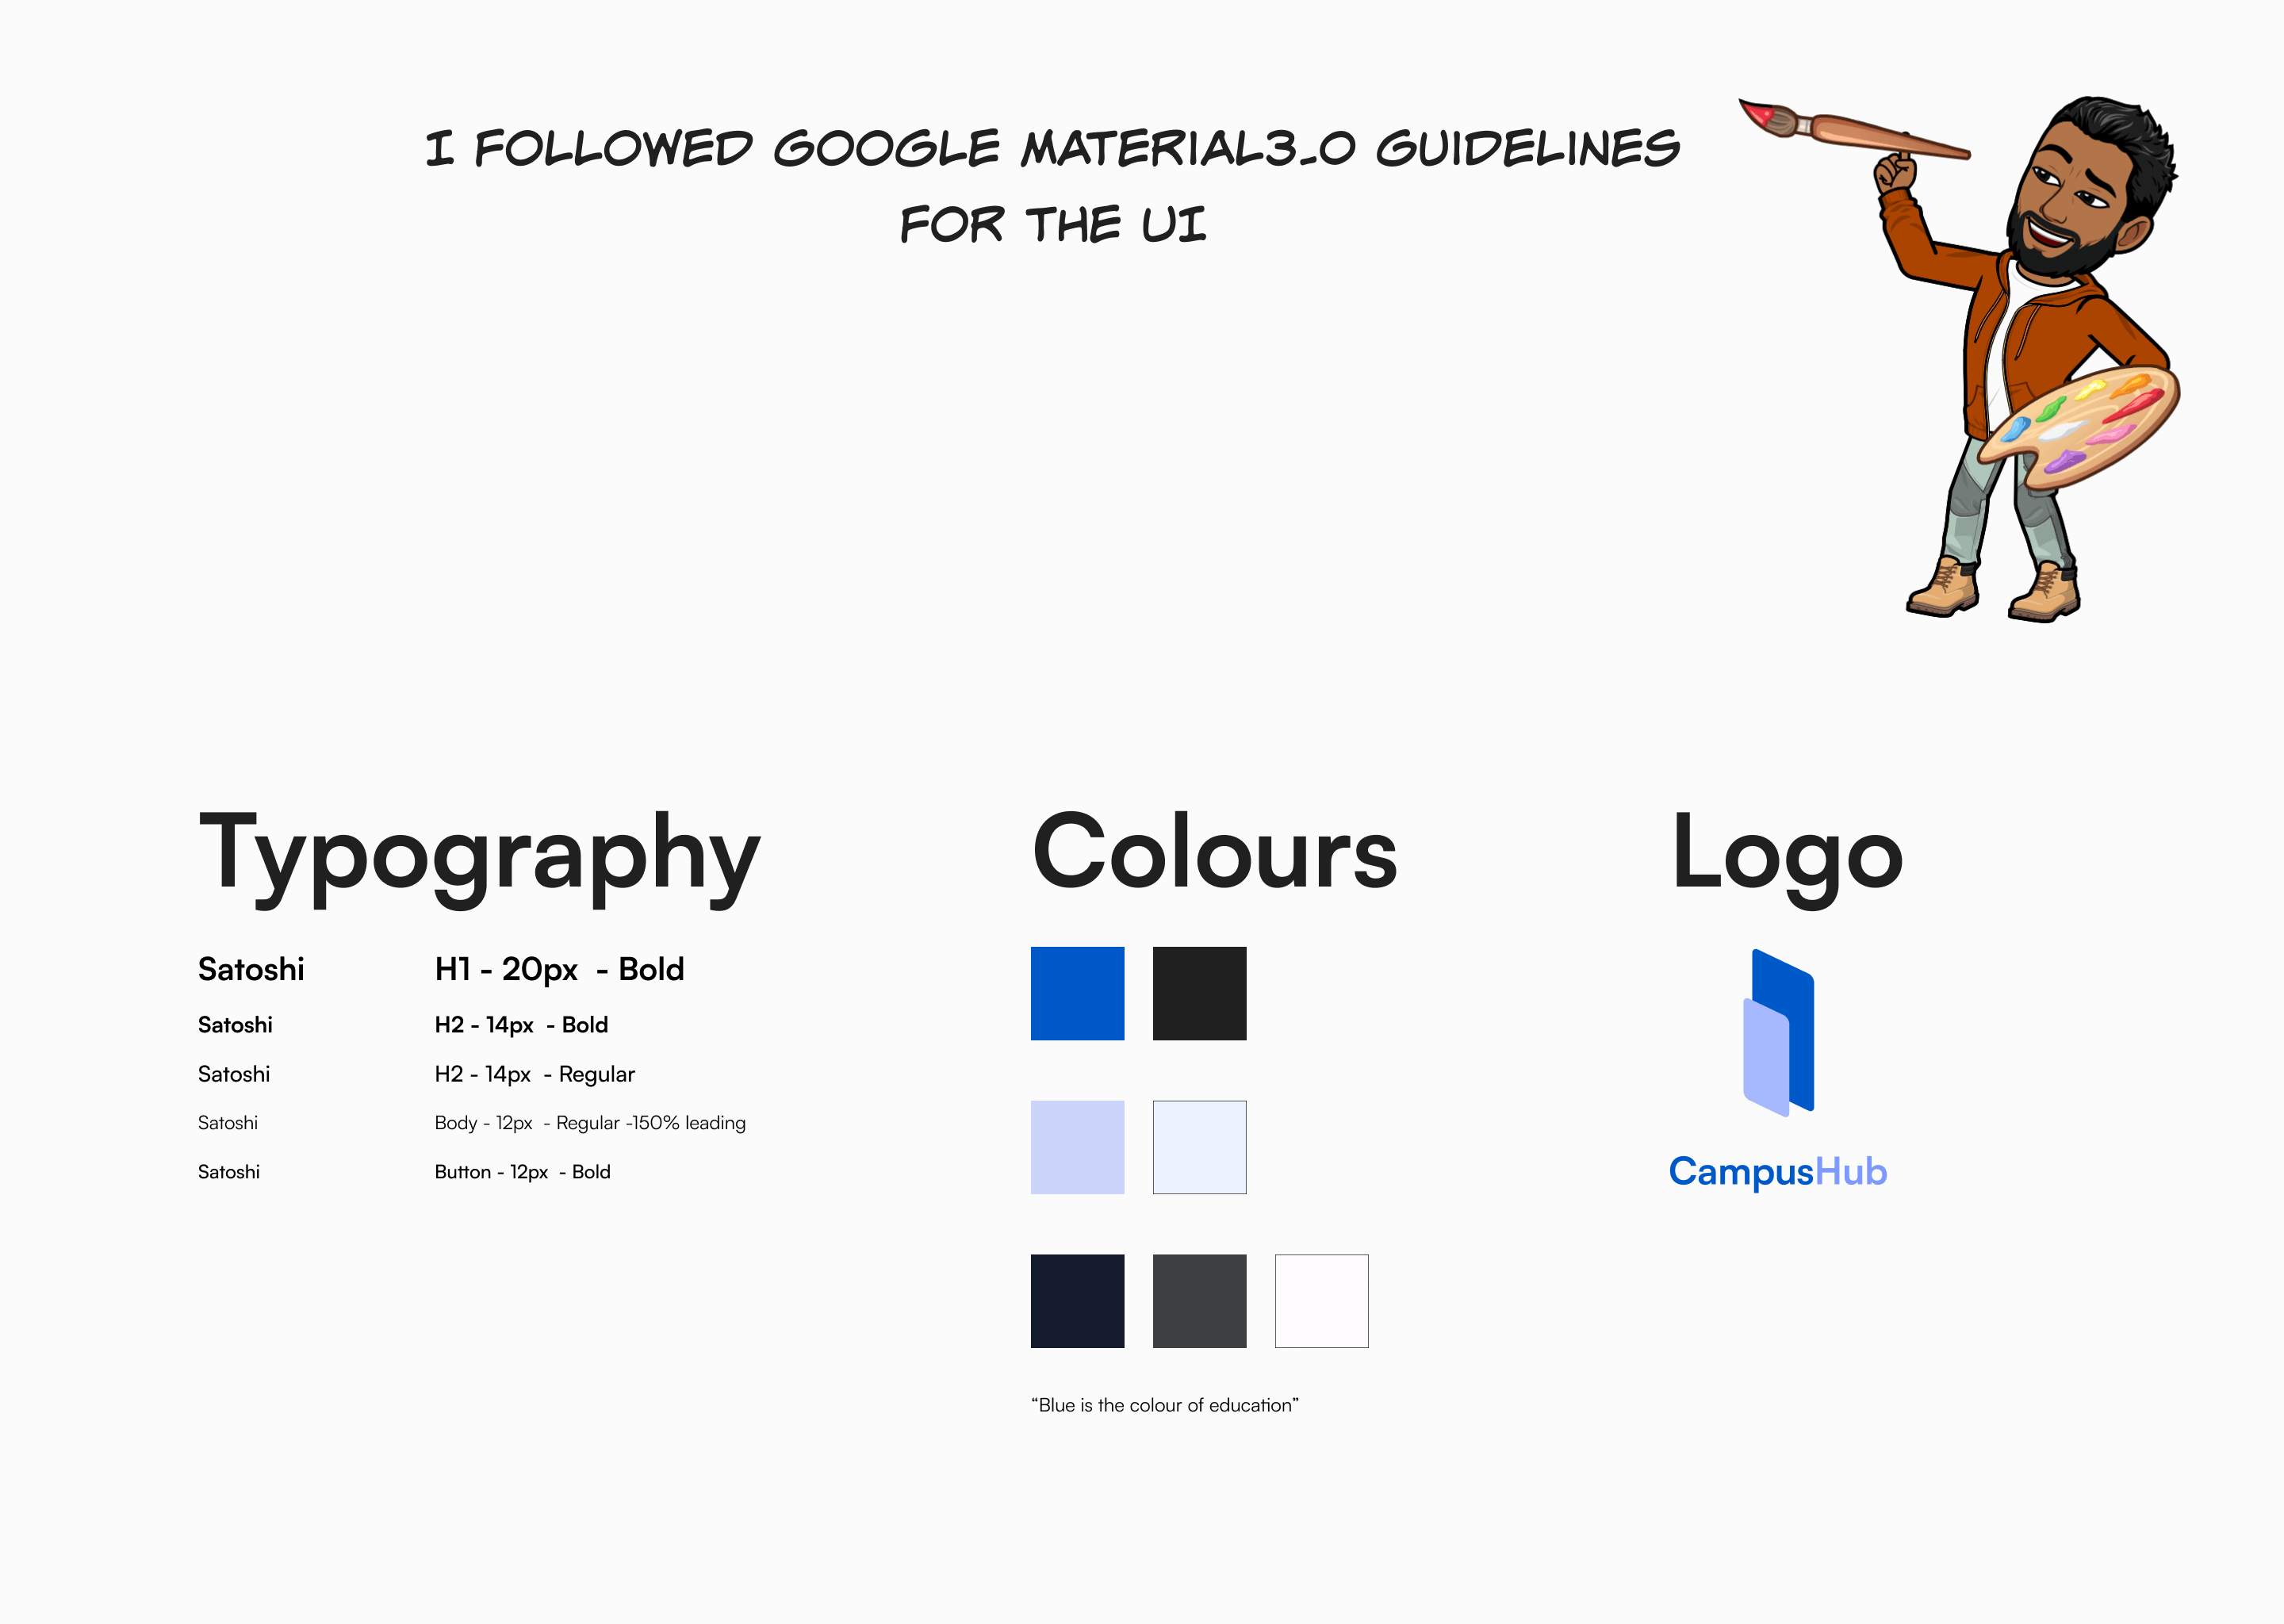 I FOLLOWED GOOGLE MATERIAL3.0 GUIDELINES
FOR THE UI
Typography
Satoshi H1 - 20px - Bold
Satoshi H2 - 14px - Bold
Satoshi H2 - 14px - Regular
Satoshi Body - 12px - Regular -150% leading
Satoshi Button - 12px - Bold
Colours
“Blue is the colour of education”
Logo
CampusHub